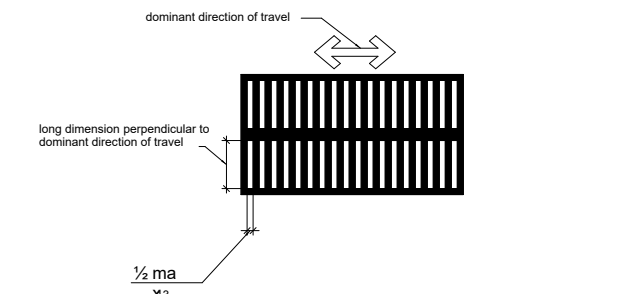 dominant direction of travel
long dimension perpendicular to
dominant direction of travel
½ ma